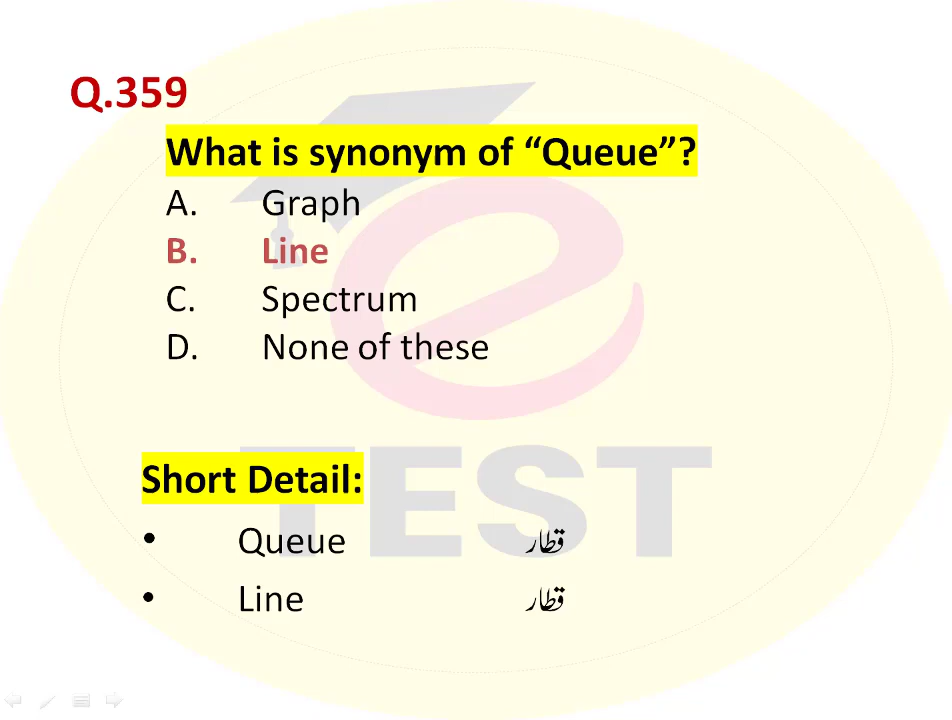 Q.359
What is synonym of “Queue”?
A. Graph
B. Line
C. Spectrum
D. None of these
Short Detail:
• Queue قطار
• Line قطار
e
TEST